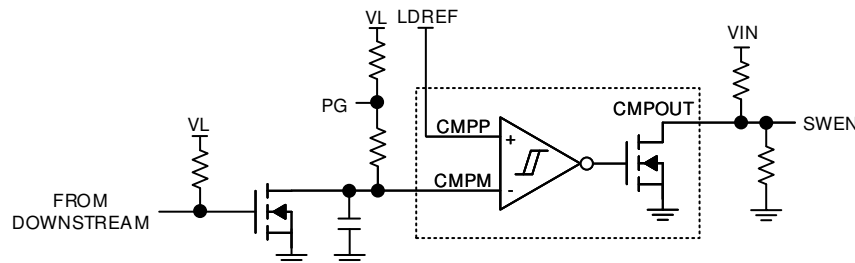 VL
LDREF
VIN
PG
CMPOUT
VL
CMPP
+
SWEN
CMPM
-
FROM
DOWNSTREAM